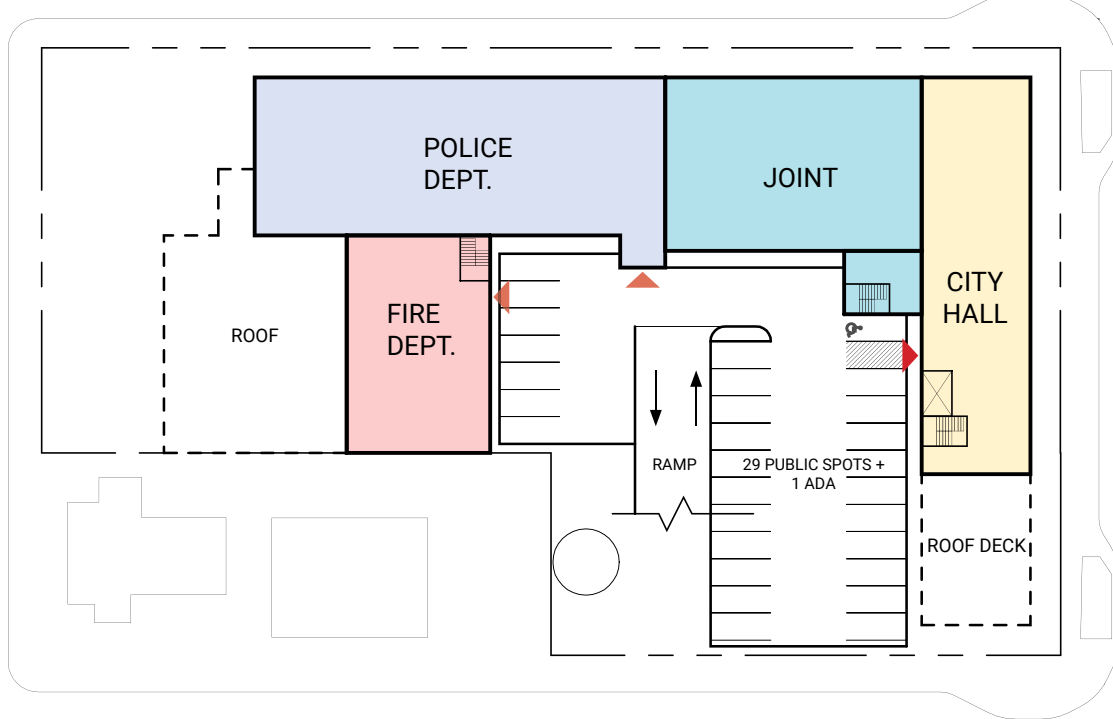 POLICE
DEPT.
JOINT
CITY
HALL
FIRE
DEPT.
ROOF
RAMP
29 PUBLIC SPOTS +
1 ADA
ROOF DECK